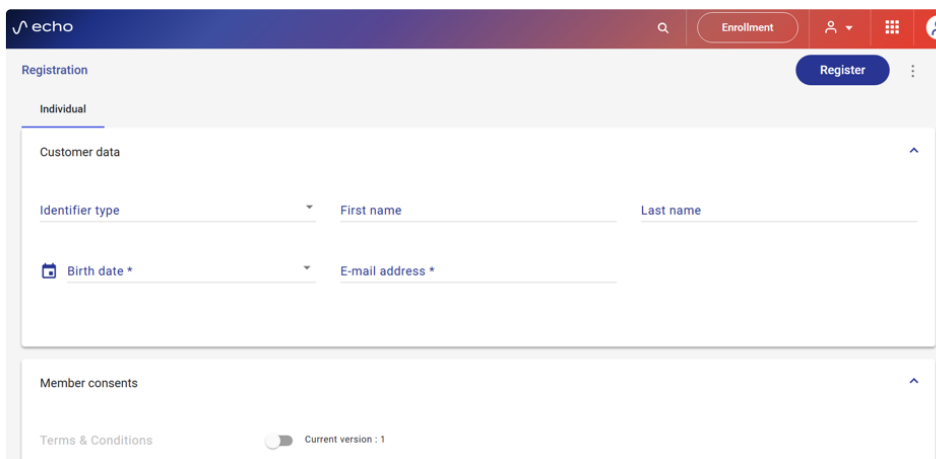 echo
Enrollment
Registration
Register
Individual
Customer data
Identifier type
First name
Last name
Birth date *
E-mail address *
Member consents
Terms & Conditions
Current version : 1